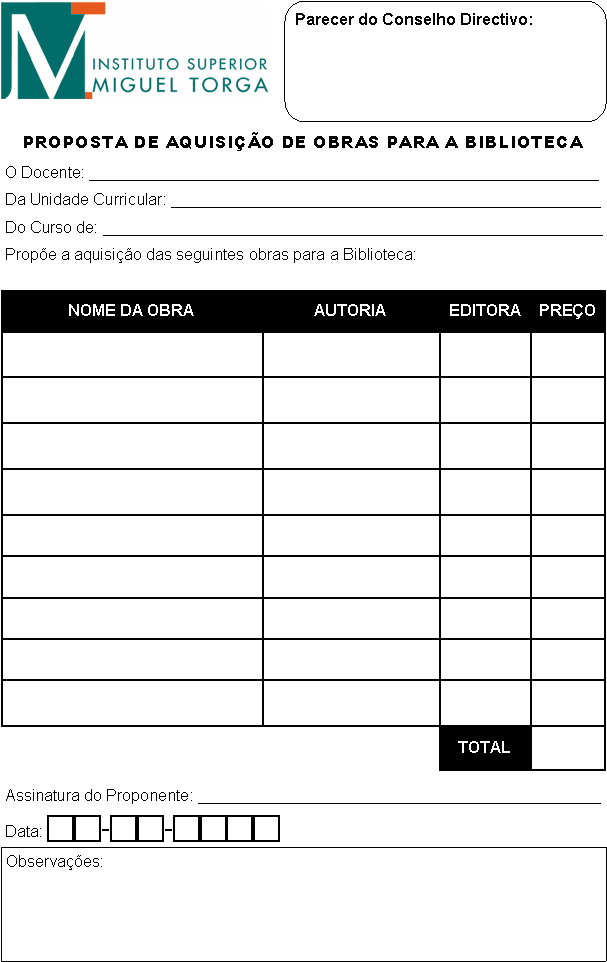 INSTITUTO SUPERIOR
MIGUEL TORGA
Parecer do Conselho Directivo:
PROPOSTA DE AQUISIÇÃO DE OBRAS PARA A BIBLIOTECA
O Docente:
Da Unidade Curricular:
Do Curso de:
Propõe a aquisição das seguintes obras para a Biblioteca:
NOME DA OBRA AUTORIA EDITORA PREÇO
TOTAL
Assinatura do Proponente:
Data:
Observações: